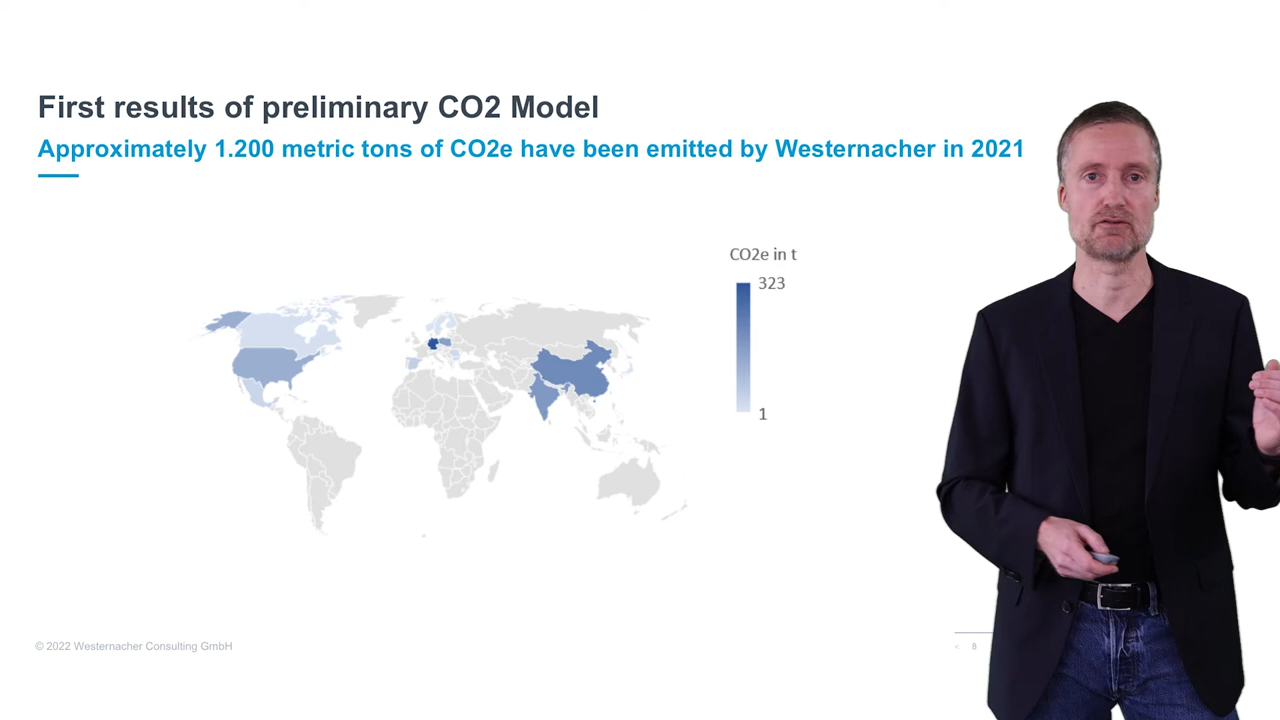 First results of preliminary CO2 Model
Approximately 1.200 metric tons of CO2e have been emitted by Westernacher in 2021
CO2e in t
323
1
© 2022 Westernacher Consulting GmbH
< 8